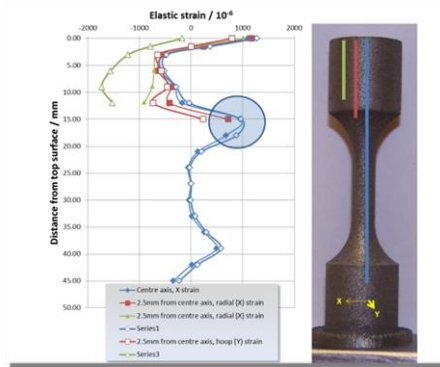 Elastic strain / 10⁻⁶
-2000 -1000 0 1000 2000
Distance from top surface / mm
0.00
5.00
10.00
15.00
20.00
25.00
30.00
35.00
40.00
45.00
50.00
Centre axis, X strain
2.5mm from centre axis, radial (X) strain
2.5mm from centre axis, radial (X) strain
Series1
2.5mm from centre axis, hoop (Y) strain
Series3
X
Y